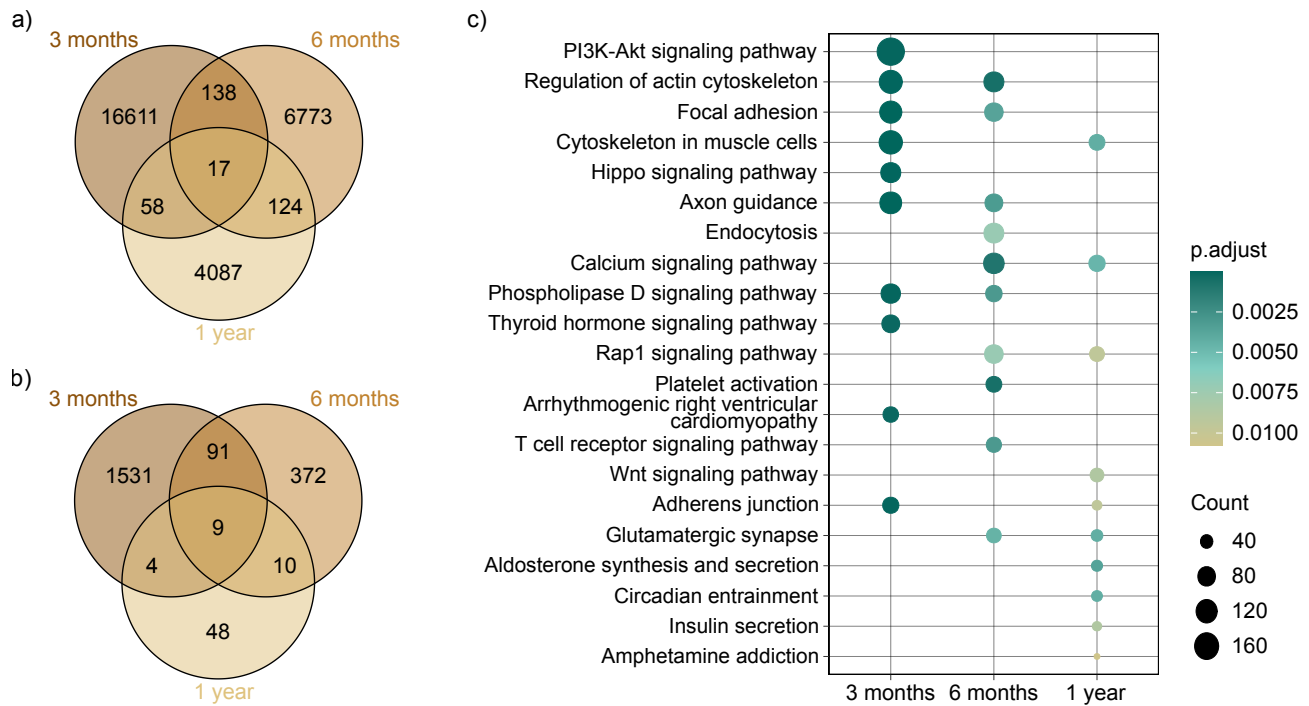 a)
3 months
6 months
16611
138
6773
17
58
124
4087
1 year
b)
3 months
6 months
1531
91
372
9
4
10
48
1 year
c)
PI3K-Akt signaling pathway
Regulation of actin cytoskeleton
Focal adhesion
Cytoskeleton in muscle cells
Hippo signaling pathway
Axon guidance
Endocytosis
Calcium signaling pathway
Phospholipase D signaling pathway
Thyroid hormone signaling pathway
Rap1 signaling pathway
Platelet activation
Arrhythmogenic right ventricular
cardiomyopathy
T cell receptor signaling pathway
Wnt signaling pathway
Adherens junction
Glutamatergic synapse
Aldosterone synthesis and secretion
Circadian entrainment
Insulin secretion
Amphetamine addiction
3 months
6 months
1 year
p.adjust
0.0025
0.0050
0.0075
0.0100
Count
40
80
120
160